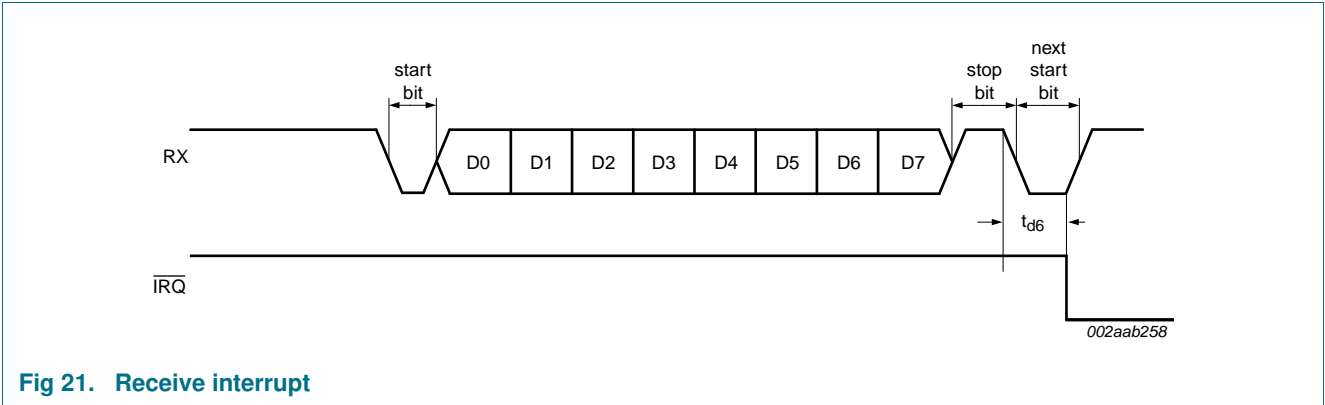 start
bit
stop
bit
next
start
bit
RX
D0 D1 D2 D3 D4 D5 D6 D7
td6
IRQ
002aab258
Fig 21. Receive interrupt